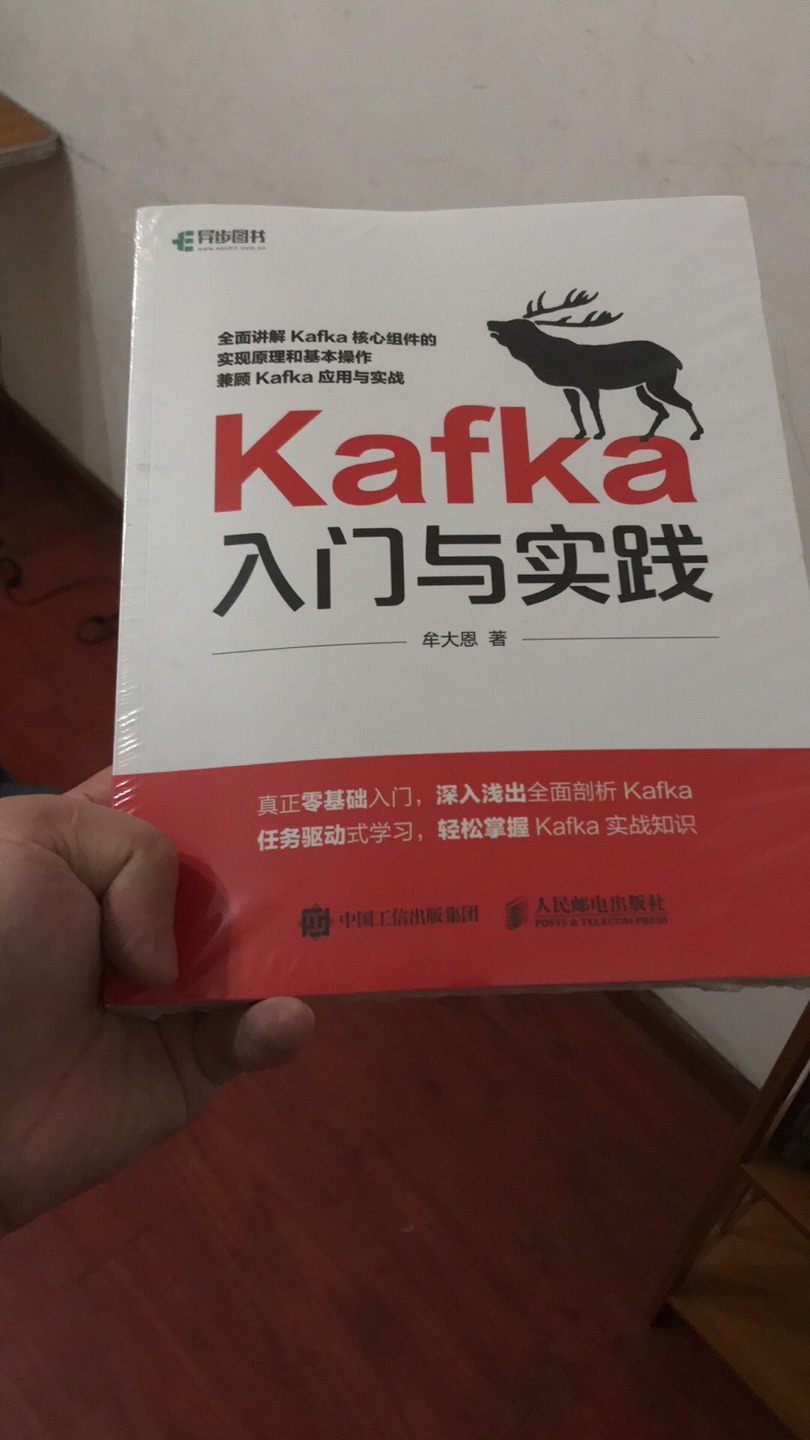 异步图书
www.epubit.com.cn
全面讲解 Kafka 核心组件的
实现原理和基本操作
兼顾 Kafka 应用与实战
Kafka
入门与实践
牟大恩 著
真正零基础入门，深入浅出全面剖析 Kafka
任务驱动式学习，轻松掌握 Kafka 实战知识
中国工信出版集团
人民邮电出版社
POSTS & TELECOM PRESS